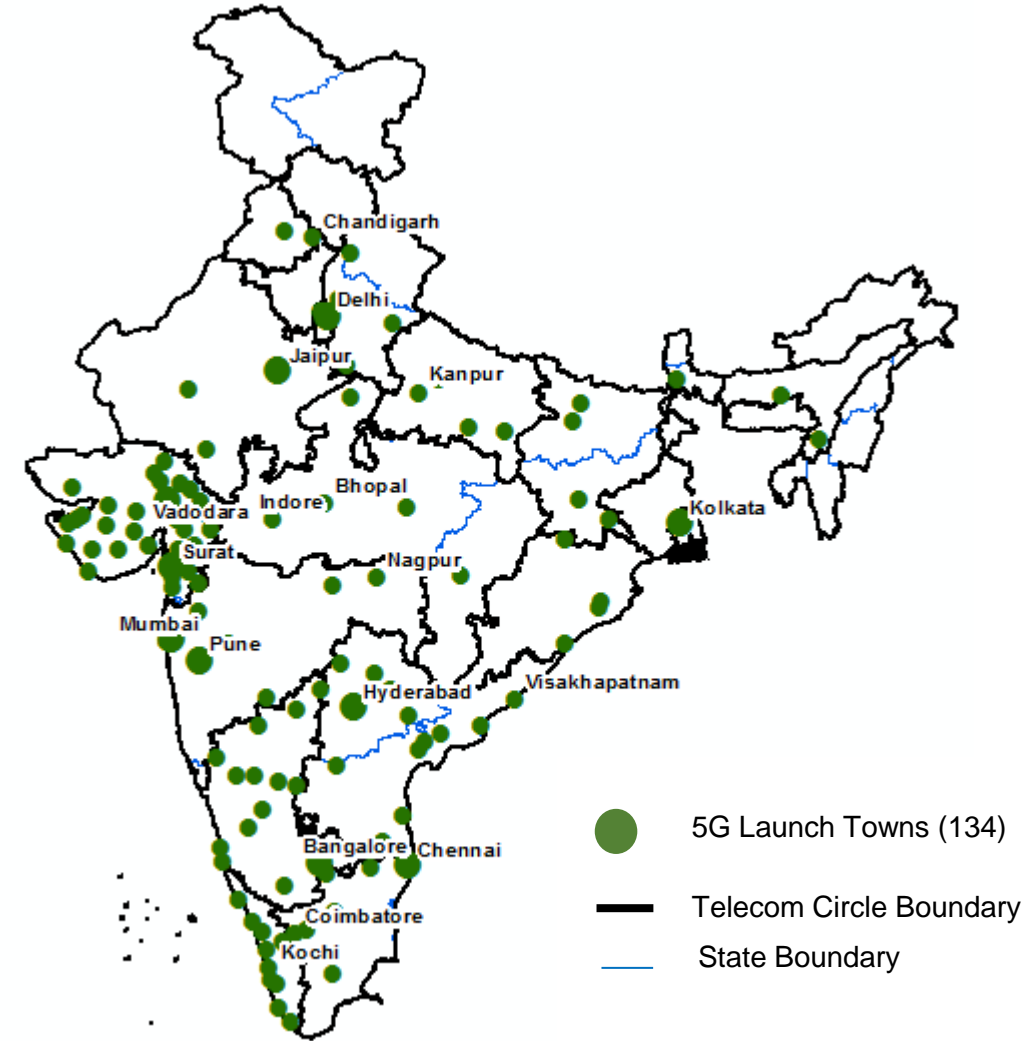 Chandigarh
Delhi
Jaipur
Kanpur
Bhopal
Indore
Vadodara
Kolkata
Surat
Nagpur
Mumbai
Pune
Visakhapatnam
Hyderabad
5G Launch Towns (134)
Bangalore
Chennai
Telecom Circle Boundary
Coimbatore
Kochi
State Boundary